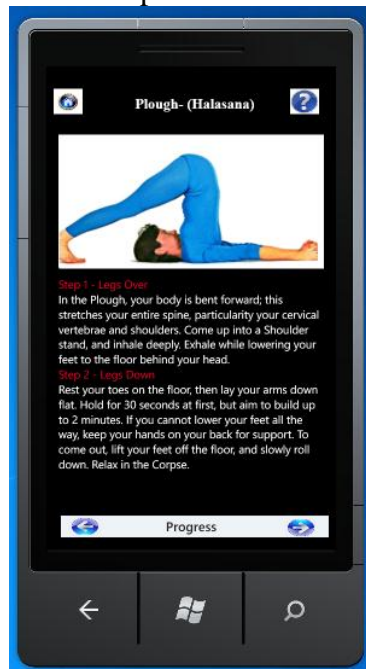 Plough- (Halasana)
?
Step 1 - Legs Over
In the Plough, your body is bent forward; this
stretches your entire spine, particularity your cervical
vertebrae and shoulders. Come up into a Shoulder
stand, and inhale deeply. Exhale while lowering your
feet to the floor behind your head.
Step 2 - Legs Down
Rest your toes on the floor, then lay your arms down
flat. Hold for 30 seconds at first, but aim to build up
to 2 minutes. If you cannot lower your feet all the
way, keep your hands on your back for support. To
come out, lift your feet off the floor, and slowly roll
down. Relax in the Corpse.
Progress